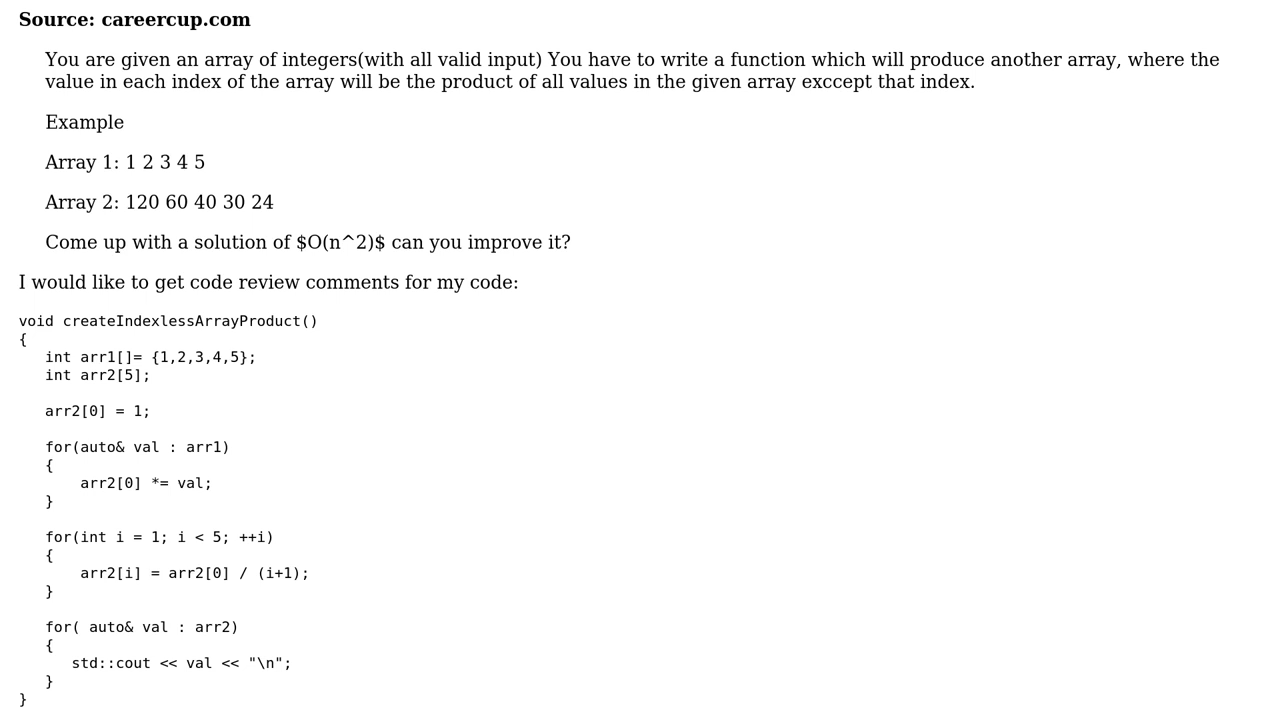 Source: careercup.com
You are given an array of integers(with all valid input) You have to write a function which will produce another array, where the
value in each index of the array will be the product of all values in the given array exccept that index.
Example
Array 1: 1 2 3 4 5
Array 2: 120 60 40 30 24
Come up with a solution of $O(n^2)$ can you improve it?
I would like to get code review comments for my code:
void createIndexlessArrayProduct()
{
   int arr1[]= {1,2,3,4,5};
   int arr2[5];
   arr2[0] = 1;
   for(auto& val : arr1)
   {
       arr2[0] *= val;
   }
   for(int i = 1; i < 5; ++i)
   {
       arr2[i] = arr2[0] / (i+1);
   }
   for( auto& val : arr2)
   {
      std::cout << val << "\n";
   }
}